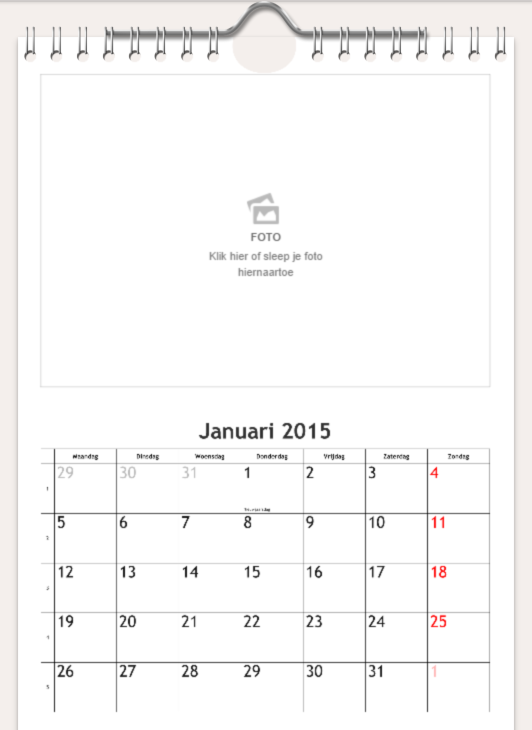 FOTO
Klik hier of sleep je foto
hiernaartoe
Januari 2015
Maandag Dinsdag Woensdag Donderdag Vrijdag Zaterdag Zondag
1 29 30 31 1 2 3 4
Nieuwjaarsdag
2 5 6 7 8 9 10 11
3 12 13 14 15 16 17 18
4 19 20 21 22 23 24 25
5 26 27 28 29 30 31 1